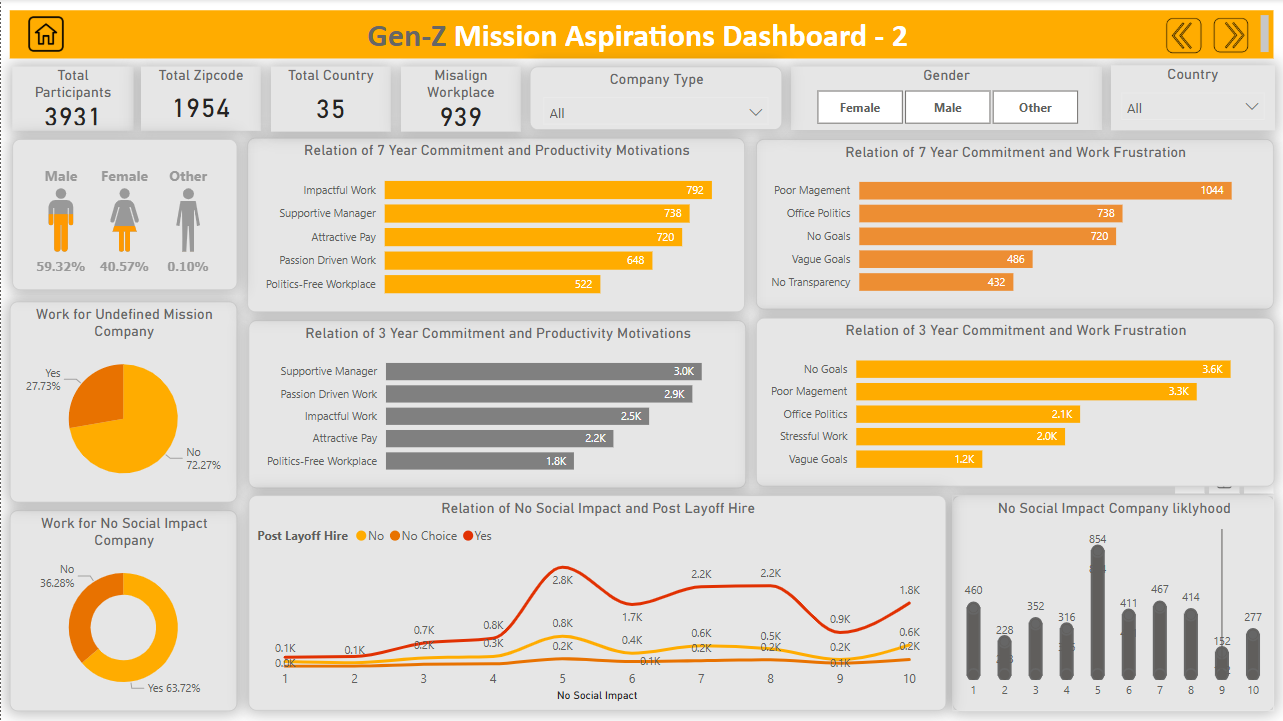 Gen-Z Mission Aspirations Dashboard - 2
Total
Participants
3931
Total Zipcode
1954
Total Country
35
Misalign
Workplace
939
Company Type
All
Gender
Female
Male
Other
Country
All
Male
Female
Other
59.32%
40.57%
0.10%
Relation of 7 Year Commitment and Productivity Motivations
Impactful Work 792
Supportive Manager 738
Attractive Pay 720
Passion Driven Work 648
Politics-Free Workplace 522
Relation of 7 Year Commitment and Work Frustration
Poor Magement 1044
Office Politics 738
No Goals 720
Vague Goals 486
No Transparency 432
Work for Undefined Mission
Company
Yes
27.73%
No
72.27%
Relation of 3 Year Commitment and Productivity Motivations
Supportive Manager 3.0K
Passion Driven Work 2.9K
Impactful Work 2.5K
Attractive Pay 2.2K
Politics-Free Workplace 1.8K
Relation of 3 Year Commitment and Work Frustration
No Goals 3.6K
Poor Magement 3.3K
Office Politics 2.1K
Stressful Work 2.0K
Vague Goals 1.2K
Work for No Social Impact
Company
No
36.28%
Yes 63.72%
Relation of No Social Impact and Post Layoff Hire
Post Layoff Hire No No Choice Yes
0.1K 0.1K 0.7K 0.8K 2.8K 1.7K 2.2K 2.2K 0.9K 1.8K
0.2K 0.3K 0.8K 0.4K 0.6K 0.5K 0.2K 0.6K
0.0K 0.2K 0.1K 0.2K 0.2K 0.1K 0.2K
1 2 3 4 5 6 7 8 9 10
No Social Impact
No Social Impact Company liklyhood
460 228 352 316 854 411 467 414 152 277
1 2 3 4 5 6 7 8 9 10